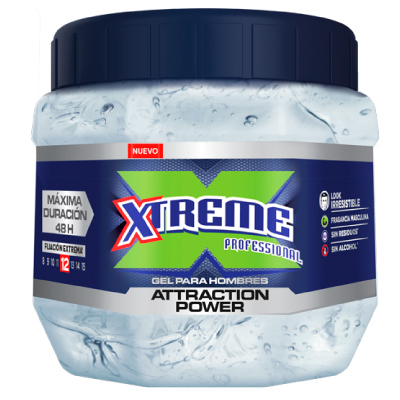 NUEVO
XTREME
PROFESSIONAL
GEL PARA HOMBRES
ATTRACTION
POWER
MÁXIMA
DURACIÓN
48 H
FIJACIÓN EXTREMA
8 9 10 11 12 13 14 15
LOOK
IRRESISTIBLE
FRAGANCIA MASCULINA
SIN RESIDUOS*
SIN ALCOHOL*